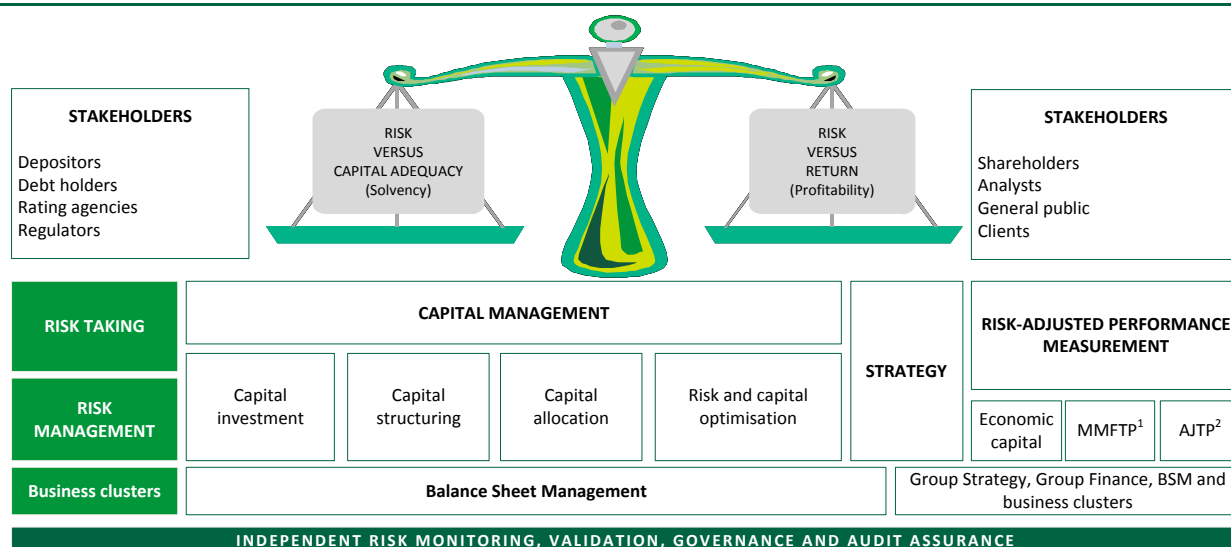 STAKEHOLDERS
Depositors
Debt holders
Rating agencies
Regulators
RISK
VERSUS
CAPITAL ADEQUACY
(Solvency)
RISK
VERSUS
RETURN
(Profitability)
STAKEHOLDERS
Shareholders
Analysts
General public
Clients
RISK TAKING
CAPITAL MANAGEMENT
STRATEGY
RISK-ADJUSTED PERFORMANCE
MEASUREMENT
RISK
MANAGEMENT
Capital
investment
Capital
structuring
Capital
allocation
Risk and capital
optimisation
Economic
capital
MMFTP¹
AJTP²
Business clusters
Balance Sheet Management
Group Strategy, Group Finance, BSM and
business clusters
INDEPENDENT RISK MONITORING, VALIDATION, GOVERNANCE AND AUDIT ASSURANCE